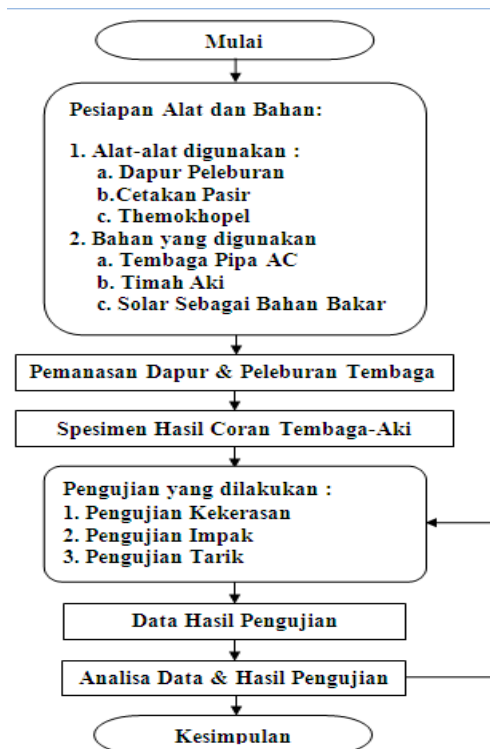 Mulai
Pesiapan Alat dan Bahan:
1. Alat-alat digunakan :
a. Dapur Peleburan
b.Cetakan Pasir
c. Themokhopel
2. Bahan yang digunakan
a. Tembaga Pipa AC
b. Timah Aki
c. Solar Sebagai Bahan Bakar
Pemanasan Dapur & Peleburan Tembaga
Spesimen Hasil Coran Tembaga-Aki
Pengujian yang dilakukan :
1. Pengujian Kekerasan
2. Pengujian Impak
3. Pengujian Tarik
Data Hasil Pengujian
Analisa Data & Hasil Pengujian
Kesimpulan